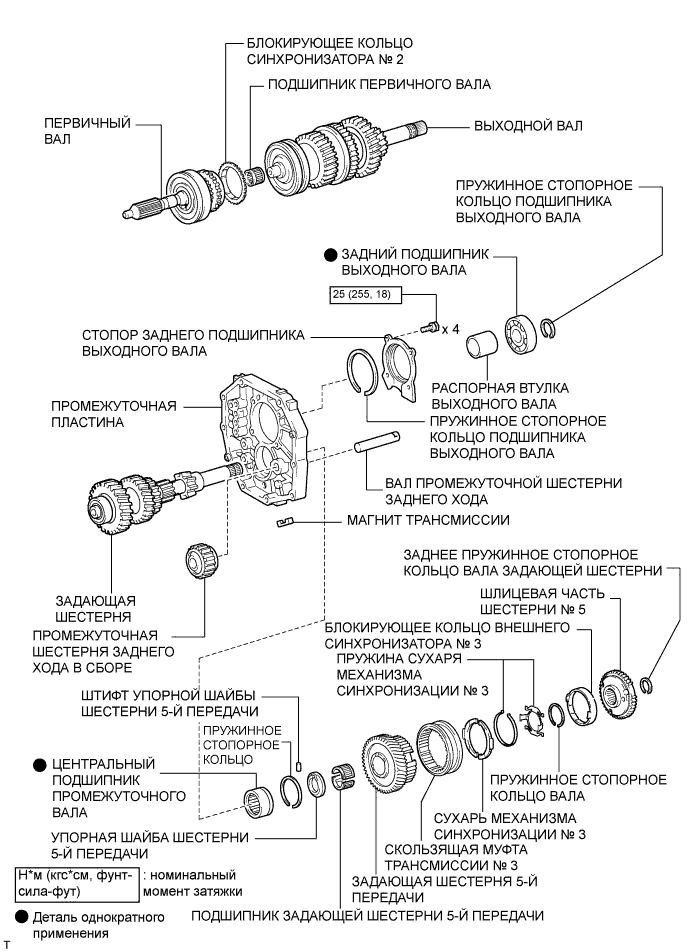 БЛОКИРУЮЩЕЕ КОЛЬЦО
СИНХРОНИЗАТОРА № 2
ПОДШИПНИК ПЕРВИЧНОГО ВАЛА
ПЕРВИЧНЫЙ
ВАЛ
ВЫХОДНОЙ ВАЛ
ПРУЖИННОЕ СТОПОРНОЕ
КОЛЬЦО ПОДШИПНИКА
ВЫХОДНОГО ВАЛА
ЗАДНИЙ ПОДШИПНИК
ВЫХОДНОГО ВАЛА
25 (255, 18)
x 4
СТОПОР ЗАДНЕГО ПОДШИПНИКА
ВЫХОДНОГО ВАЛА
РАСПОРНАЯ ВТУЛКА
ВЫХОДНОГО ВАЛА
ПРОМЕЖУТОЧНАЯ
ПЛАСТИНА
ПРУЖИННОЕ СТОПОРНОЕ
КОЛЬЦО ПОДШИПНИКА
ВЫХОДНОГО ВАЛА
ВАЛ ПРОМЕЖУТОЧНОЙ ШЕСТЕРНИ
ЗАДНЕГО ХОДА
МАГНИТ ТРАНСМИССИИ
ЗАДНЕЕ ПРУЖИННОЕ СТОПОРНОЕ
КОЛЬЦО ВАЛА ЗАДАЮЩЕЙ ШЕСТЕРНИ
ШЛИЦЕВАЯ ЧАСТЬ
ШЕСТЕРНИ № 5
ЗАДАЮЩАЯ
ШЕСТЕРНЯ
БЛОКИРУЮЩЕЕ КОЛЬЦО ВНЕШНЕГО
СИНХРОНИЗАТОРА № 3
ПРОМЕЖУТОЧНАЯ
ШЕСТЕРНЯ ЗАДНЕГО
ХОДА В СБОРЕ
ПРУЖИНА СУХАРЯ
МЕХАНИЗМА
СИНХРОНИЗАЦИИ № 3
ШТИФТ УПОРНОЙ ШАЙБЫ
ШЕСТЕРНИ 5-Й ПЕРЕДАЧИ
ПРУЖИННОЕ
СТОПОРНОЕ
КОЛЬЦО
ЦЕНТРАЛЬНЫЙ
ПОДШИПНИК
ПРОМЕЖУТОЧНОГО
ВАЛА
ПРУЖИННОЕ СТОПОРНОЕ
КОЛЬЦО ВАЛА
СУХАРЬ МЕХАНИЗМА
СИНХРОНИЗАЦИИ № 3
УПОРНАЯ ШАЙБА ШЕСТЕРНИ
5-Й ПЕРЕДАЧИ
СКОЛЬЗЯЩАЯ МУФТА
ТРАНСМИССИИ № 3
ЗАДАЮЩАЯ ШЕСТЕРНЯ 5-Й
ПЕРЕДАЧИ
Н*м (кгс*см, фунт-
сила-фут)
: номинальный
момент затяжки
ПОДШИПНИК ЗАДАЮЩЕЙ ШЕСТЕРНИ 5-Й ПЕРЕДАЧИ
Деталь однократного
применения
T